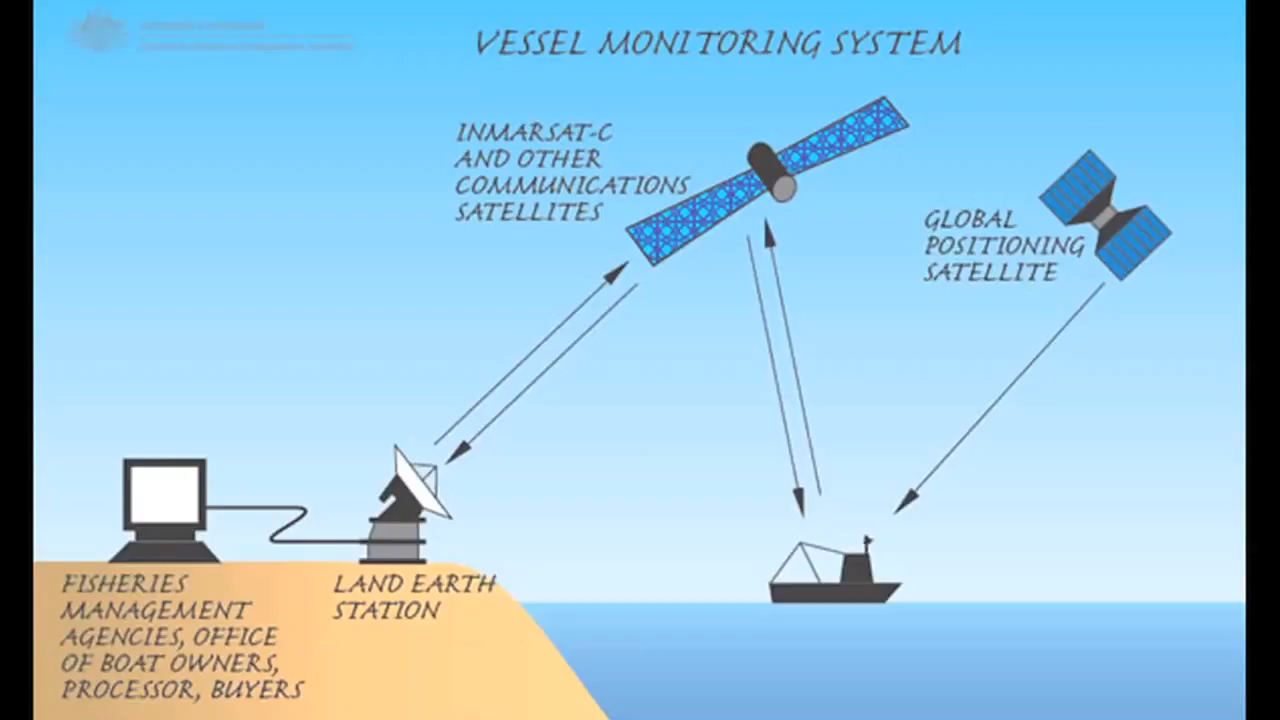 VESSEL MONITORING SYSTEM
INMARSAT-C
AND OTHER
COMMUNICATIONS
SATELLITES
GLOBAL
POSITIONING
SATELLITE
FISHERIES
MANAGEMENT
AGENCIES, OFFICE
OF BOAT OWNERS,
PROCESSOR, BUYERS
LAND EARTH
STATION